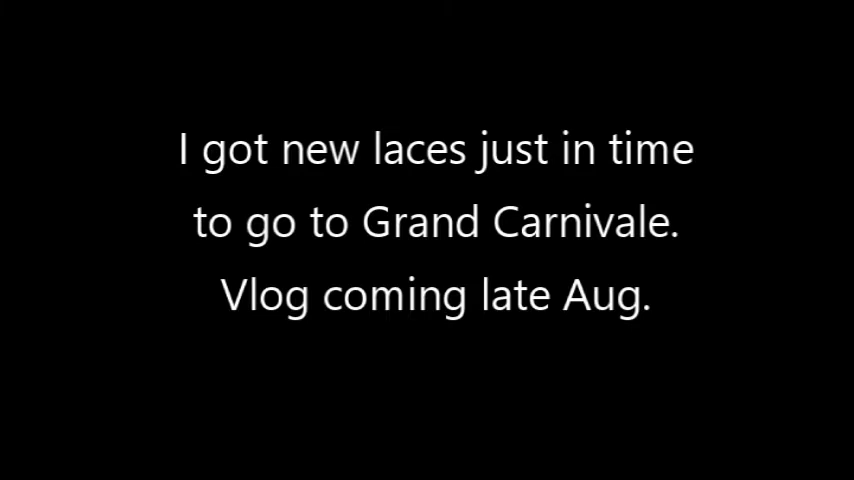 I got new laces just in time
to go to Grand Carnivale.
Vlog coming late Aug.